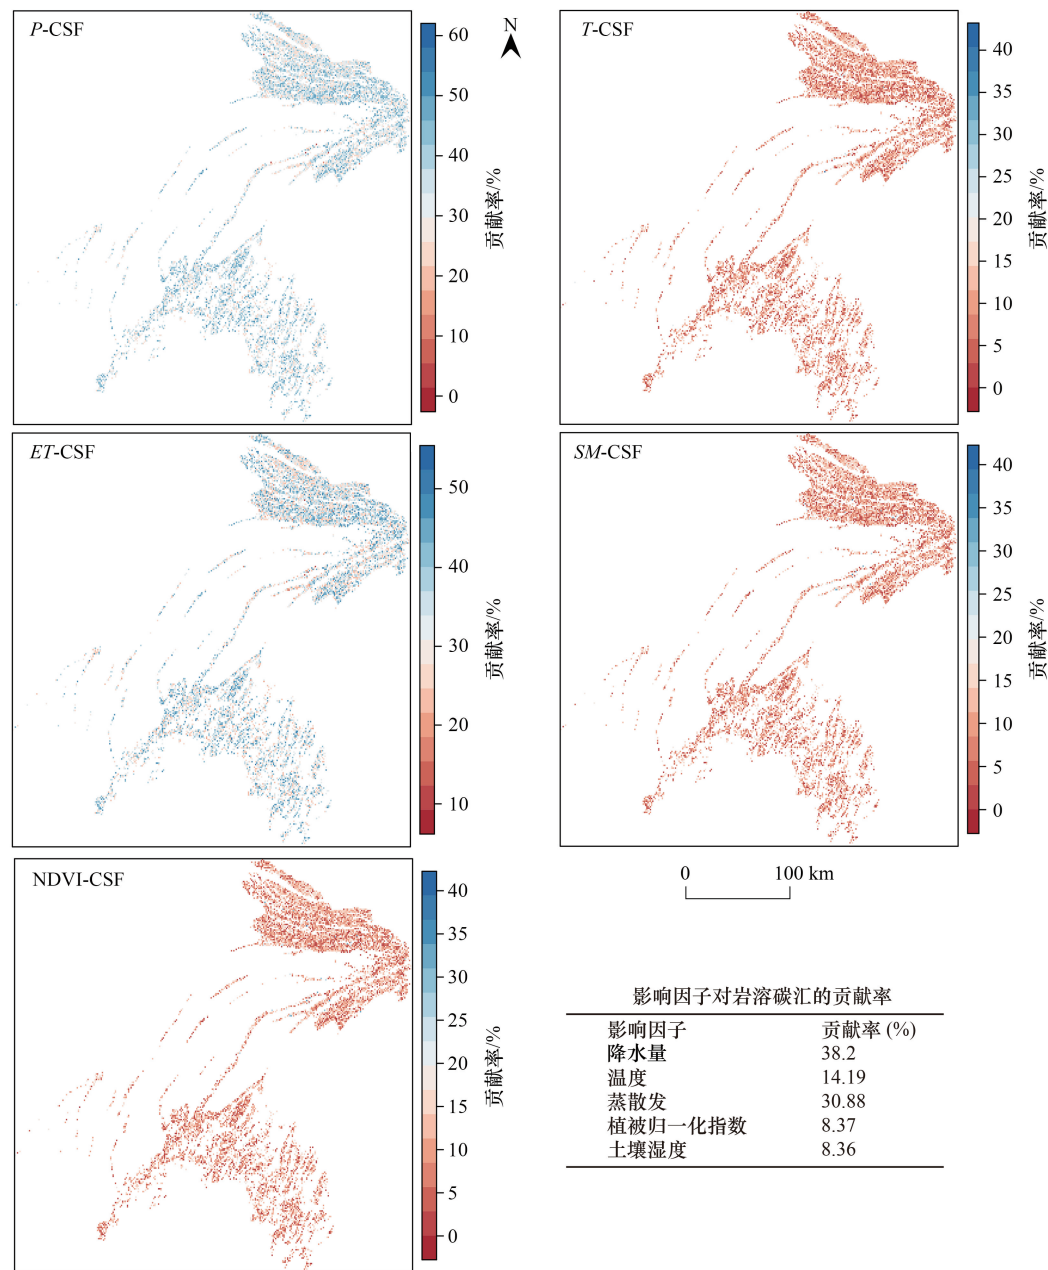 P-CSF
60
50
40
30
20
10
0
贡献率/%
N
T-CSF
40
35
30
25
20
15
10
5
0
贡献率/%
ET-CSF
50
40
30
20
10
贡献率/%
SM-CSF
40
35
30
25
20
15
10
5
0
贡献率/%
NDVI-CSF
40
35
30
25
20
15
10
5
0
贡献率/%
0 100 km
影响因子对岩溶碳汇的贡献率
影响因子 贡献率 (%)
降水量 38.2
温度 14.19
蒸散发 30.88
植被归一化指数 8.37
土壤湿度 8.36